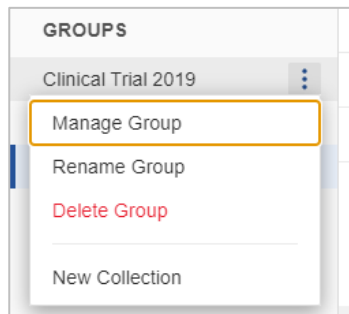 GROUPS
Clinical Trial 2019
Manage Group
Rename Group
Delete Group
New Collection